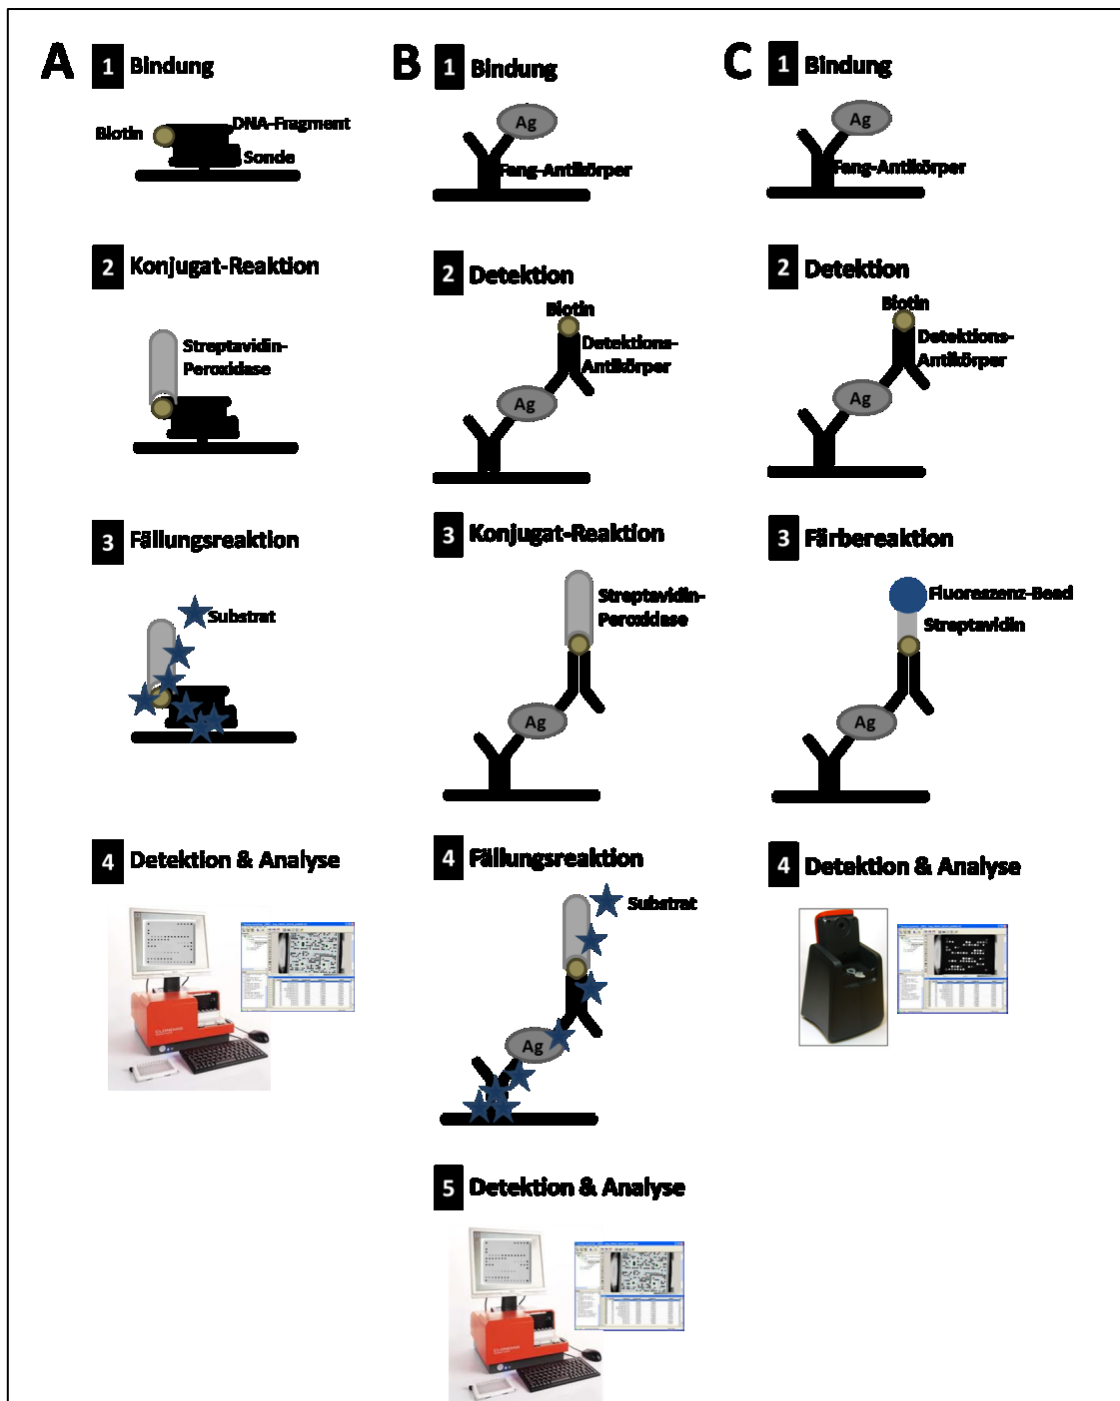 A
1 Bindung
Biotin
DNA-Fragment
Sonde
2 Konjugat-Reaktion
Streptavidin-
Peroxidase
3 Fällungsreaktion
Substrat
4 Detektion & Analyse
B
1 Bindung
Ag
Fang-Antikörper
2 Detektion
Biotin
Detektions-
Antikörper
Ag
3 Konjugat-Reaktion
Streptavidin-
Peroxidase
Ag
4 Fällungsreaktion
Substrat
Ag
5 Detektion & Analyse
C
1 Bindung
Ag
Fang-Antikörper
2 Detektion
Biotin
Detektions-
Antikörper
Ag
3 Färbereaktion
Fluoreszenz-Bead
Streptavidin
Ag
4 Detektion & Analyse